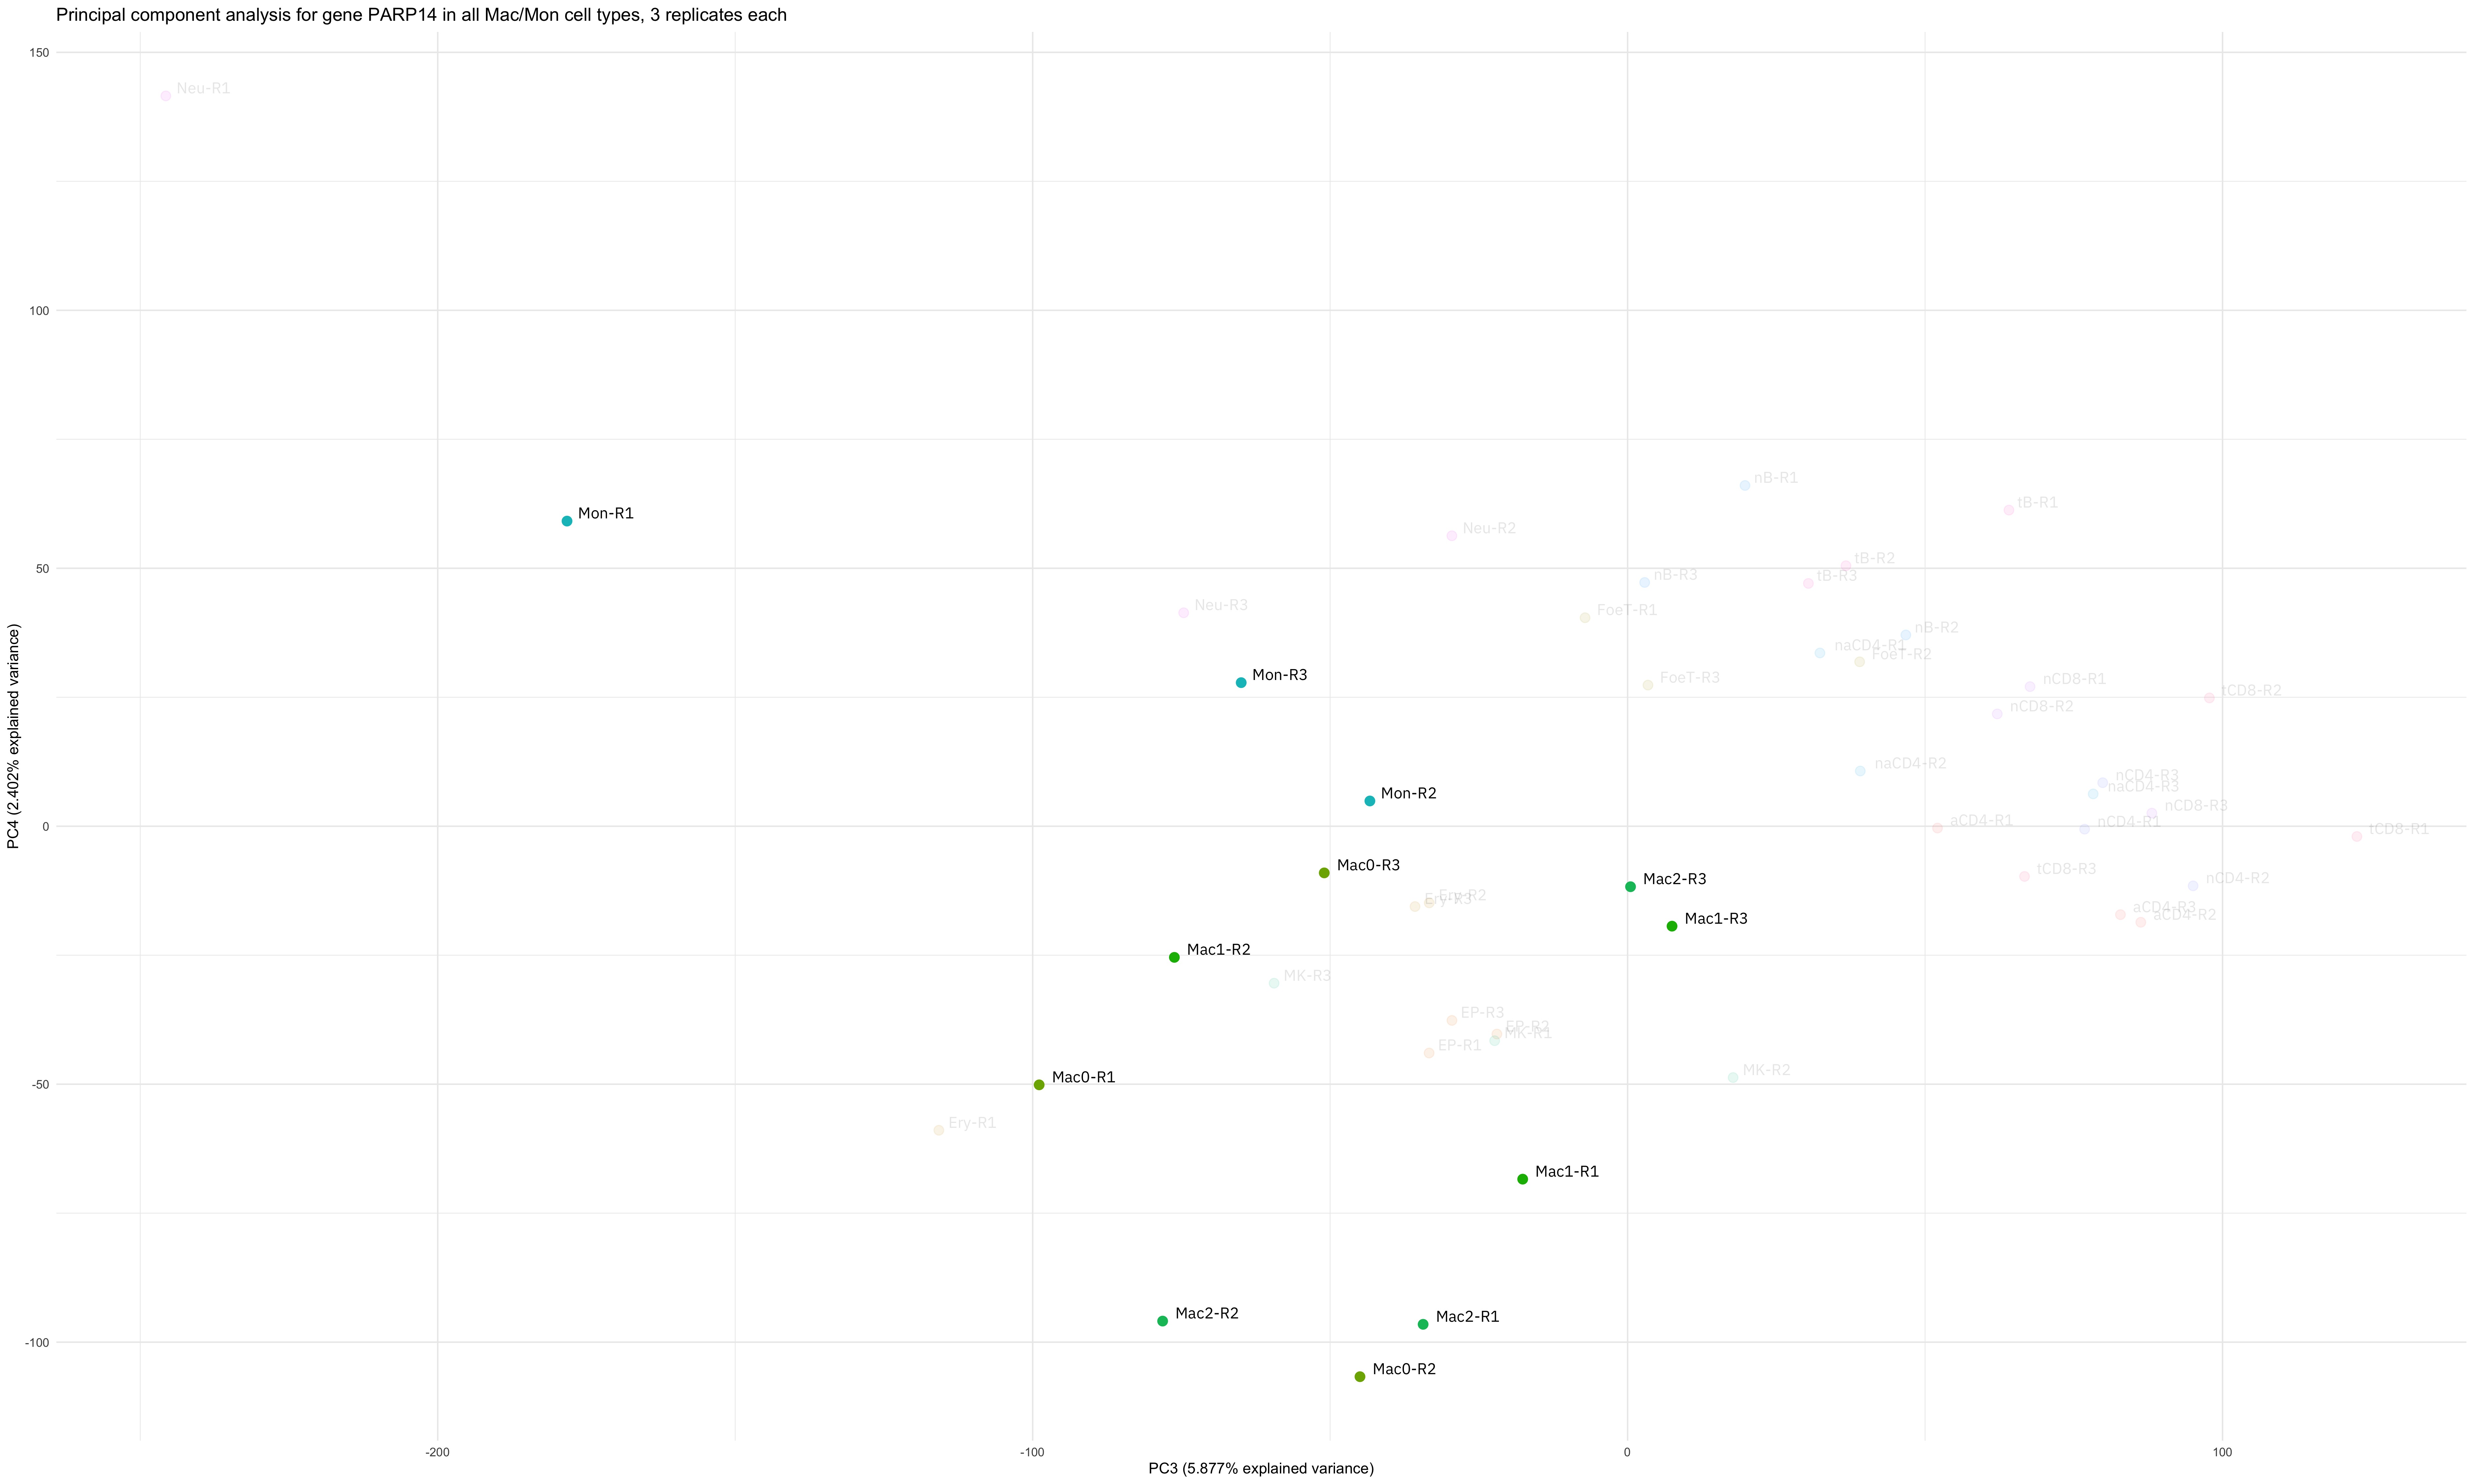 Principal component analysis for gene PARP14 in all Mac/Mon cell types, 3 replicates each
150
Neu-R1
100
nB-R1
tB-R1
Mon-R1
Neu-R2
50
tB-R2
nB-R3
tB-R3
Neu-R3
FoeT-R1
nB-R2
naCD4-R1
FoeT-R2
Mon-R3
FoeT-R3
nCD8-R1
tCD8-R2
nCD8-R2
naCD4-R2
nCD4-R3
Mon-R2
naCD4-R3
nCD8-R3
0
aCD4-R1
nCD4-R1
tCD8-R1
Mac0-R3
tCD8-R3
Mac2-R3
nCD4-R2
Ery-R2
Ery-R3
aCD4-R3
Mac1-R3
aCD4-R2
Mac1-R2
MK-R3
EP-R3
EP-R2
MK-R1
EP-R1
MK-R2
-50
Mac0-R1
Ery-R1
Mac1-R1
Mac2-R2
Mac2-R1
-100
Mac0-R2
-200
-100
0
100
PC3 (5.877% explained variance)
PC4 (2.402% explained variance)